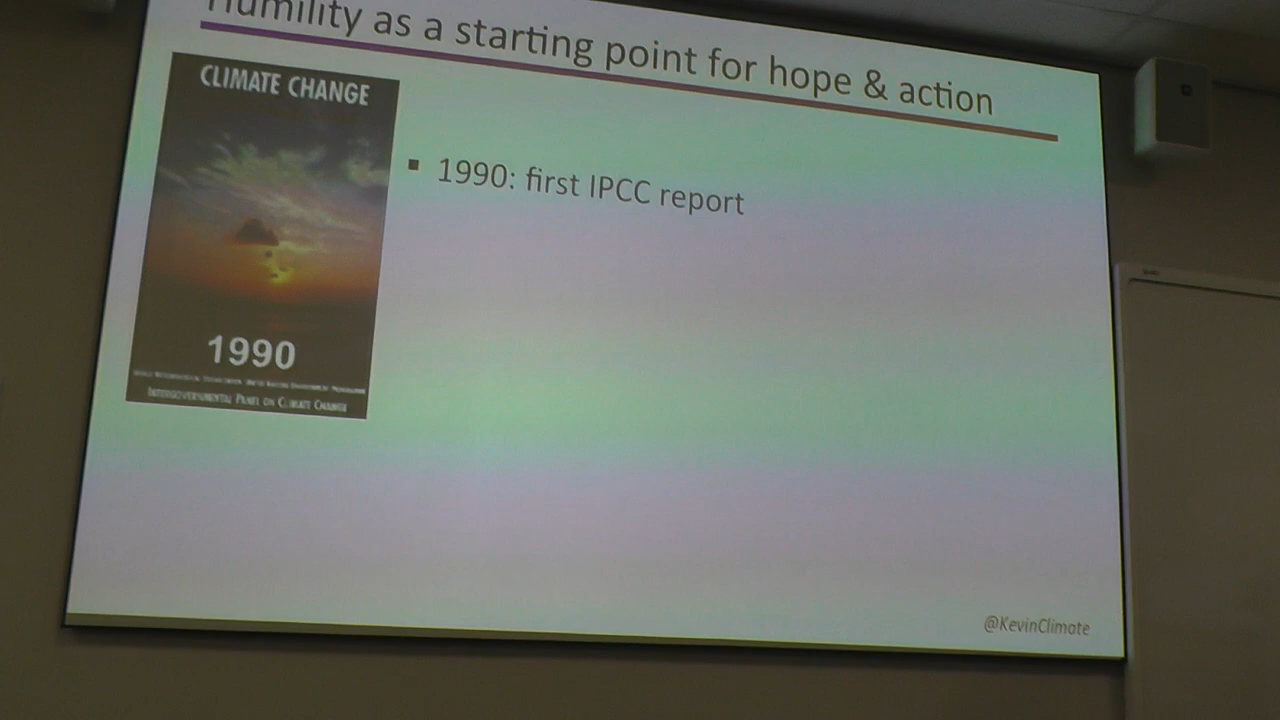 Humility as a starting point for hope & action
CLIMATE CHANGE
▪ 1990: first IPCC report
1990
INTERGOVERNMENTAL PANEL ON CLIMATE CHANGE
@KevinClimate